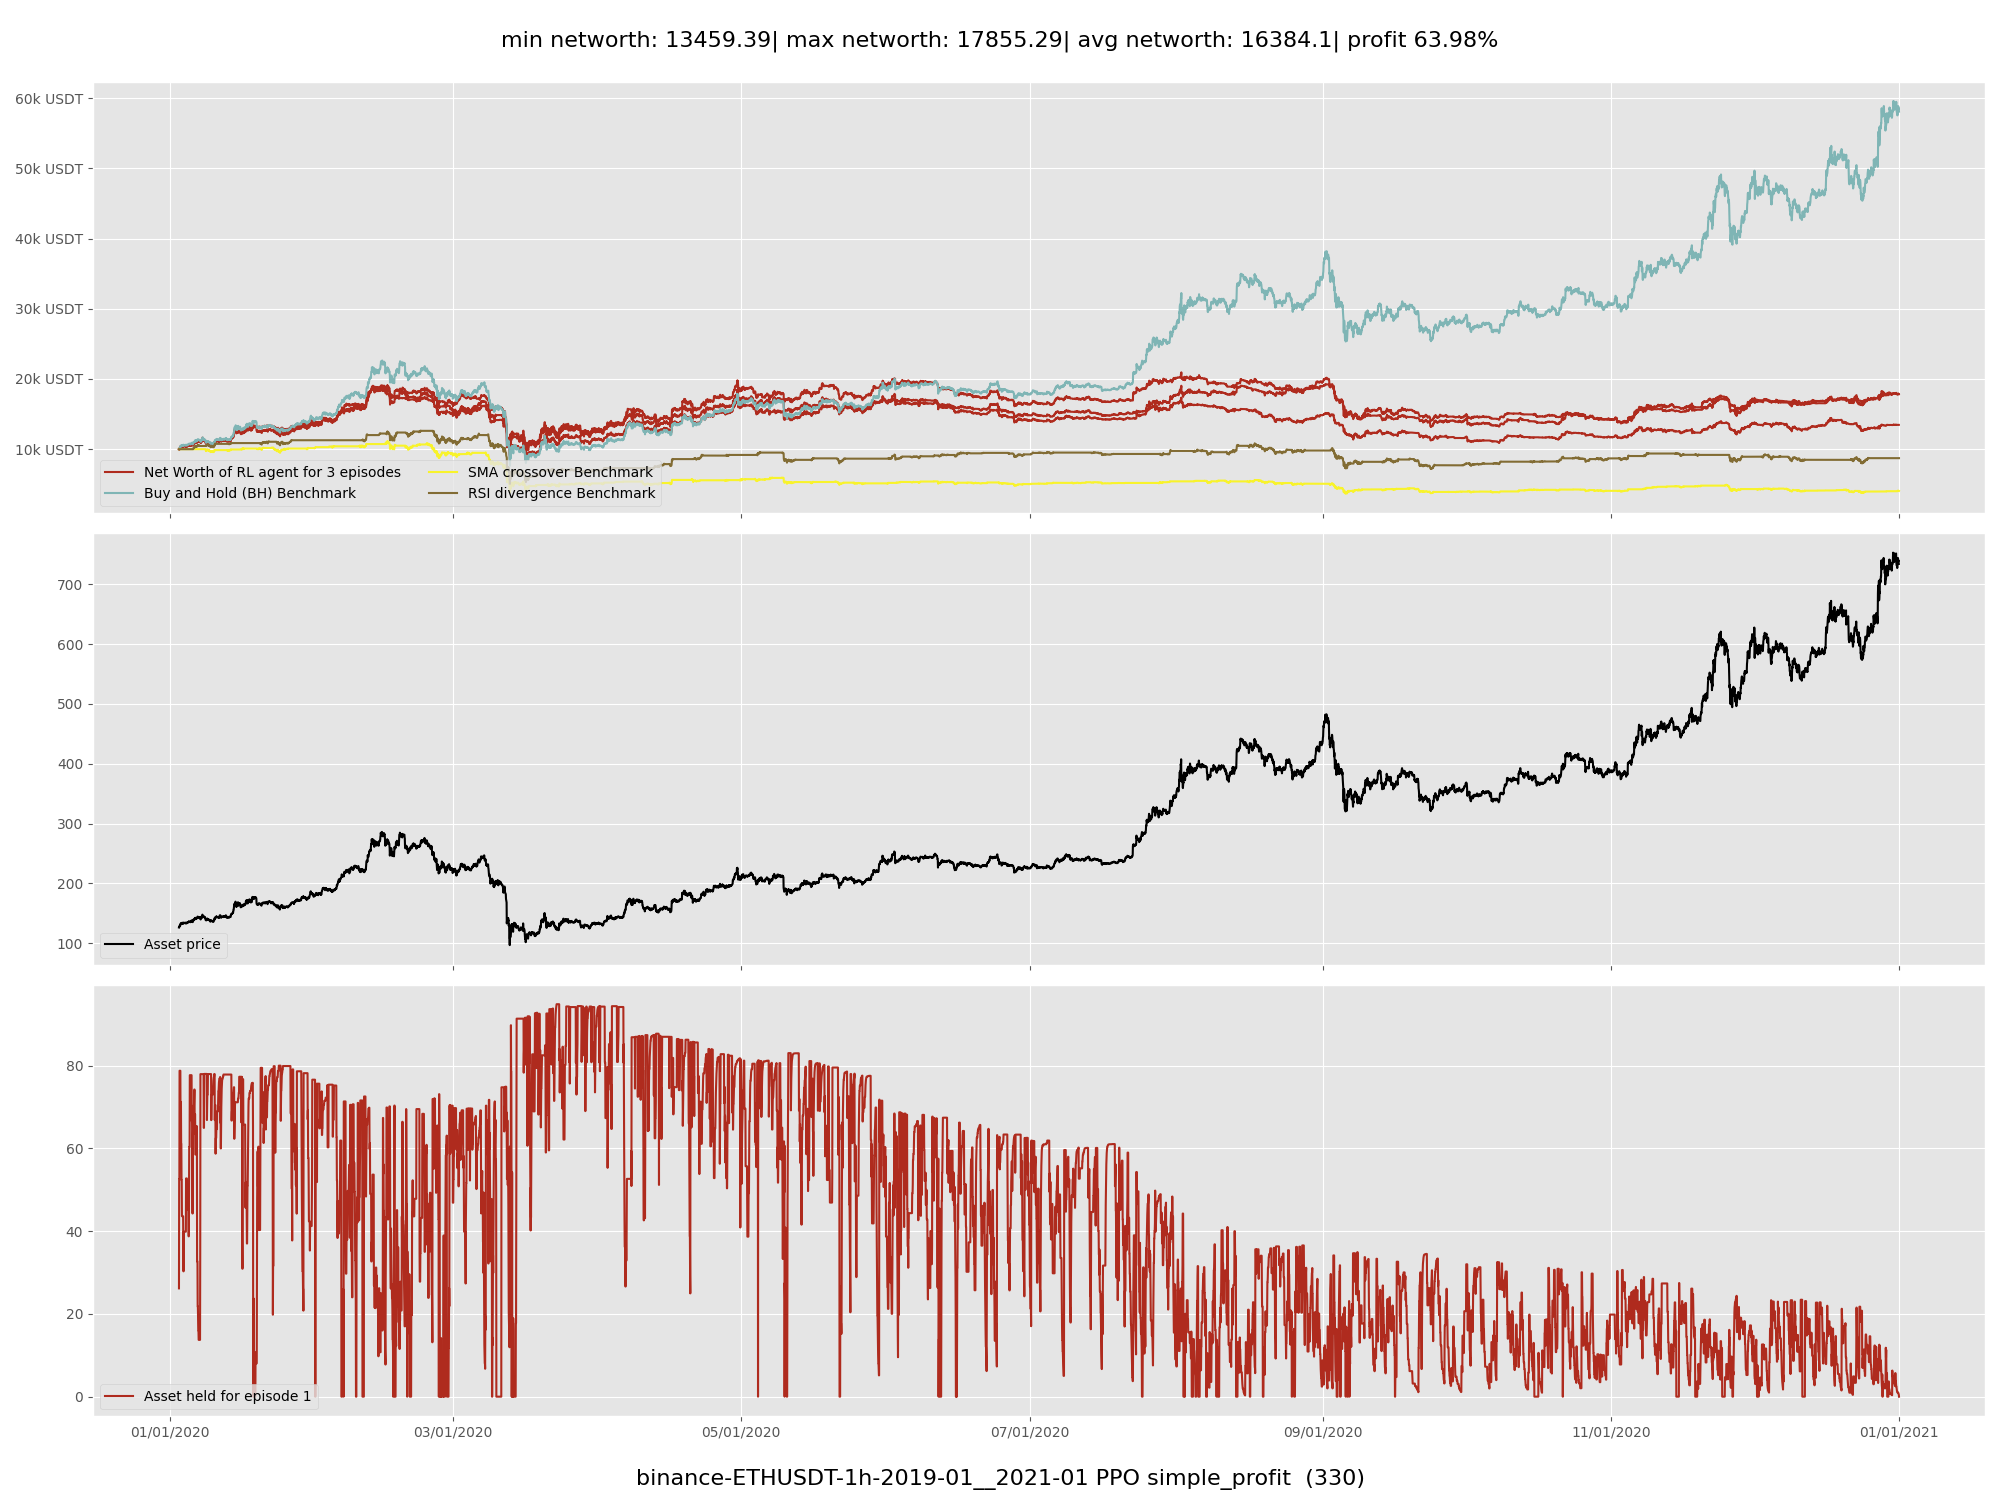 min networth: 13459.39| max networth: 17855.29| avg networth: 16384.1| profit 63.98%
60k USDT
50k USDT
40k USDT
30k USDT
20k USDT
10k USDT
Net Worth of RL agent for 3 episodes
Buy and Hold (BH) Benchmark
SMA crossover Benchmark
RSI divergence Benchmark
700
600
500
400
300
200
100
Asset price
80
60
40
20
0
Asset held for episode 1
01/01/2020 03/01/2020 05/01/2020 07/01/2020 09/01/2020 11/01/2020 01/01/2021
binance-ETHUSDT-1h-2019-01__2021-01 PPO simple_profit (330)